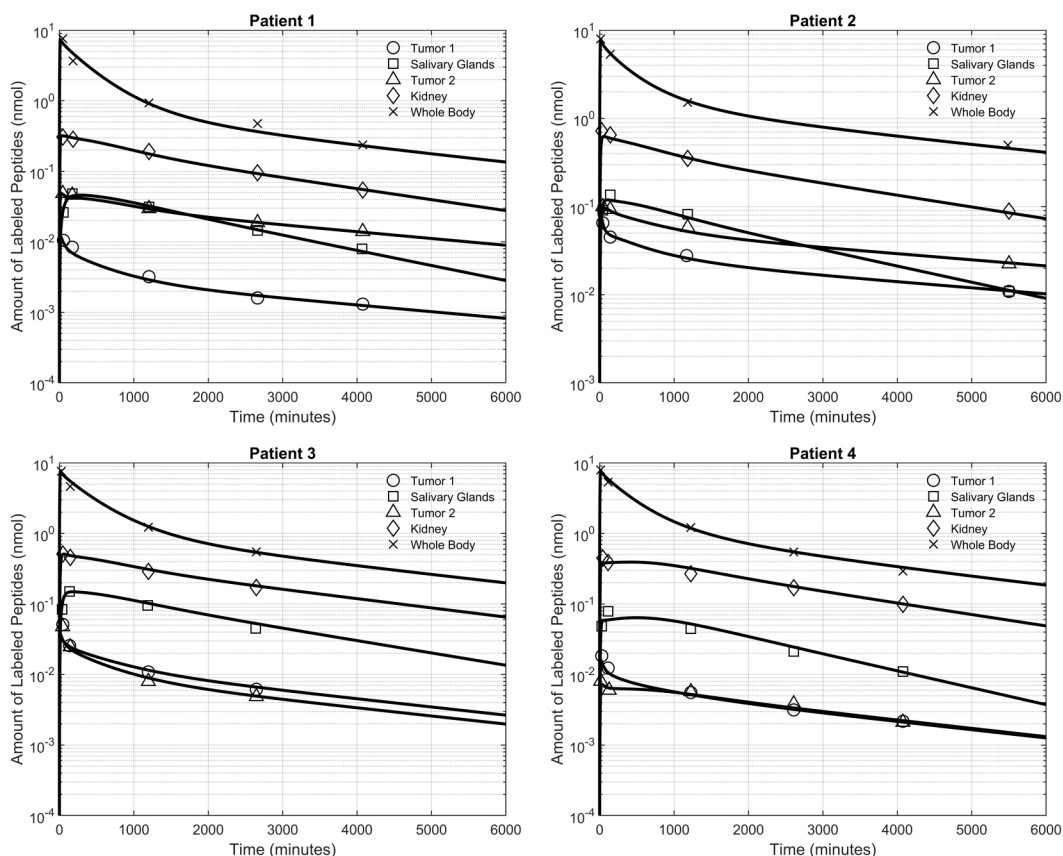 Patient 1
Amount of Labeled Peptides (nmol)
10^1
10^0
10^-1
10^-2
10^-3
10^-4
Tumor 1
Salivary Glands
Tumor 2
Kidney
Whole Body
0 1000 2000 3000 4000 5000 6000
Time (minutes)
Patient 2
Amount of Labeled Peptides (nmol)
10^1
10^0
10^-1
10^-2
10^-3
Tumor 1
Salivary Glands
Tumor 2
Kidney
Whole Body
0 1000 2000 3000 4000 5000 6000
Time (minutes)
Patient 3
Amount of Labeled Peptides (nmol)
10^1
10^0
10^-1
10^-2
10^-3
10^-4
Tumor 1
Salivary Glands
Tumor 2
Kidney
Whole Body
0 1000 2000 3000 4000 5000 6000
Time (minutes)
Patient 4
Amount of Labeled Peptides (nmol)
10^1
10^0
10^-1
10^-2
10^-3
10^-4
Tumor 1
Salivary Glands
Tumor 2
Kidney
Whole Body
0 1000 2000 3000 4000 5000 6000
Time (minutes)